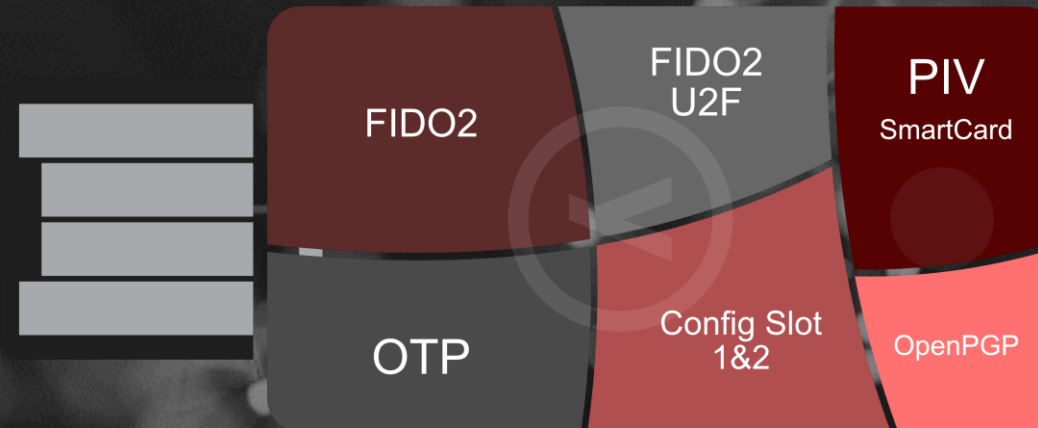 FIDO2
FIDO2
U2F
PIV
SmartCard
OTP
Config Slot
1&2
OpenPGP